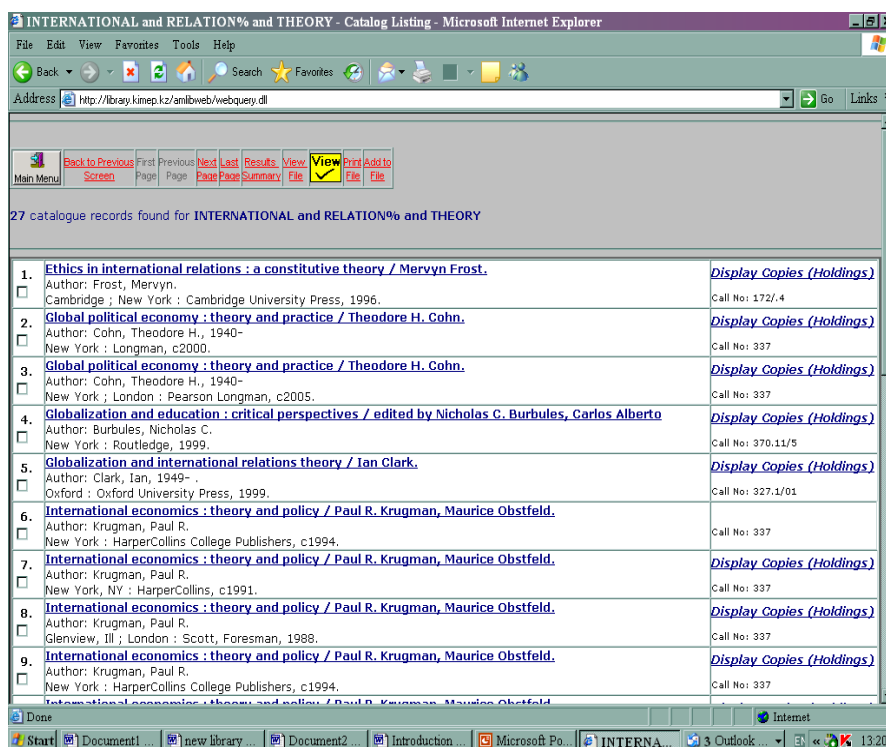 INTERNATIONAL and RELATION% and THEORY - Catalog Listing - Microsoft Internet Explorer
File Edit View Favorites Tools Help
Back Search Favorites
Address http://library.kimep.kz/amlibweb/webquery.dll Go Links
Main Menu Back to Previous Screen First Page Previous Page Next Page Last Page Results Summary View File View Print File Add to File
27 catalogue records found for INTERNATIONAL and RELATION% and THEORY
1. Ethics in international relations : a constitutive theory / Mervyn Frost. Display Copies (Holdings)
Author: Frost, Mervyn.
Cambridge ; New York : Cambridge University Press, 1996. Call No: 172/.4
2. Global political economy : theory and practice / Theodore H. Cohn. Display Copies (Holdings)
Author: Cohn, Theodore H., 1940-
New York : Longman, c2000. Call No: 337
3. Global political economy : theory and practice / Theodore H. Cohn. Display Copies (Holdings)
Author: Cohn, Theodore H., 1940-
New York ; London : Pearson Longman, c2005. Call No: 337
4. Globalization and education : critical perspectives / edited by Nicholas C. Burbules, Carlos Alberto Display Copies (Holdings)
Author: Burbules, Nicholas C.
New York : Routledge, 1999. Call No: 370.11/5
5. Globalization and international relations theory / Ian Clark. Display Copies (Holdings)
Author: Clark, Ian, 1949- .
Oxford : Oxford University Press, 1999. Call No: 327.1/01
6. International economics : theory and policy / Paul R. Krugman, Maurice Obstfeld.
Author: Krugman, Paul R. Call No: 337
New York : HarperCollins College Publishers, c1994.
7. International economics : theory and policy / Paul R. Krugman, Maurice Obstfeld. Display Copies (Holdings)
Author: Krugman, Paul R.
New York, NY : HarperCollins, c1991. Call No: 337
8. International economics : theory and policy / Paul R. Krugman, Maurice Obstfeld. Display Copies (Holdings)
Author: Krugman, Paul R.
Glenview, Ill ; London : Scott, Foresman, 1988. Call No: 337
9. International economics : theory and policy / Paul R. Krugman, Maurice Obstfeld. Display Copies (Holdings)
Author: Krugman, Paul R.
New York : HarperCollins College Publishers, c1994. Call No: 337
International economics : theory and policy / Paul R. Krugman, Maurice Obstfeld.
Done Internet
Start Document1 ... new library ... Document2 ... Introduction ... Microsoft Po... INTERNA... 3 Outlook ... EN « 13:28